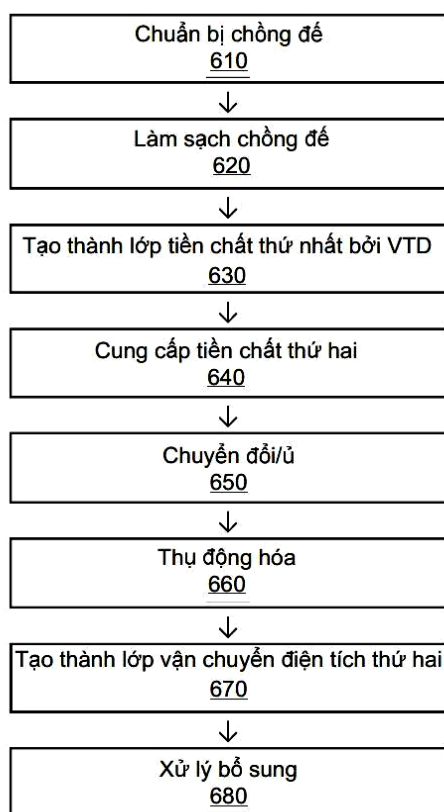 Chuẩn bị chồng đế
610
Làm sạch chồng đế
620
Tạo thành lớp tiền chất thứ nhất bởi VTD
630
Cung cấp tiền chất thứ hai
640
Chuyển đổi/ủ
650
Thụ động hóa
660
Tạo thành lớp vận chuyển điện tích thứ hai
670
Xử lý bổ sung
680